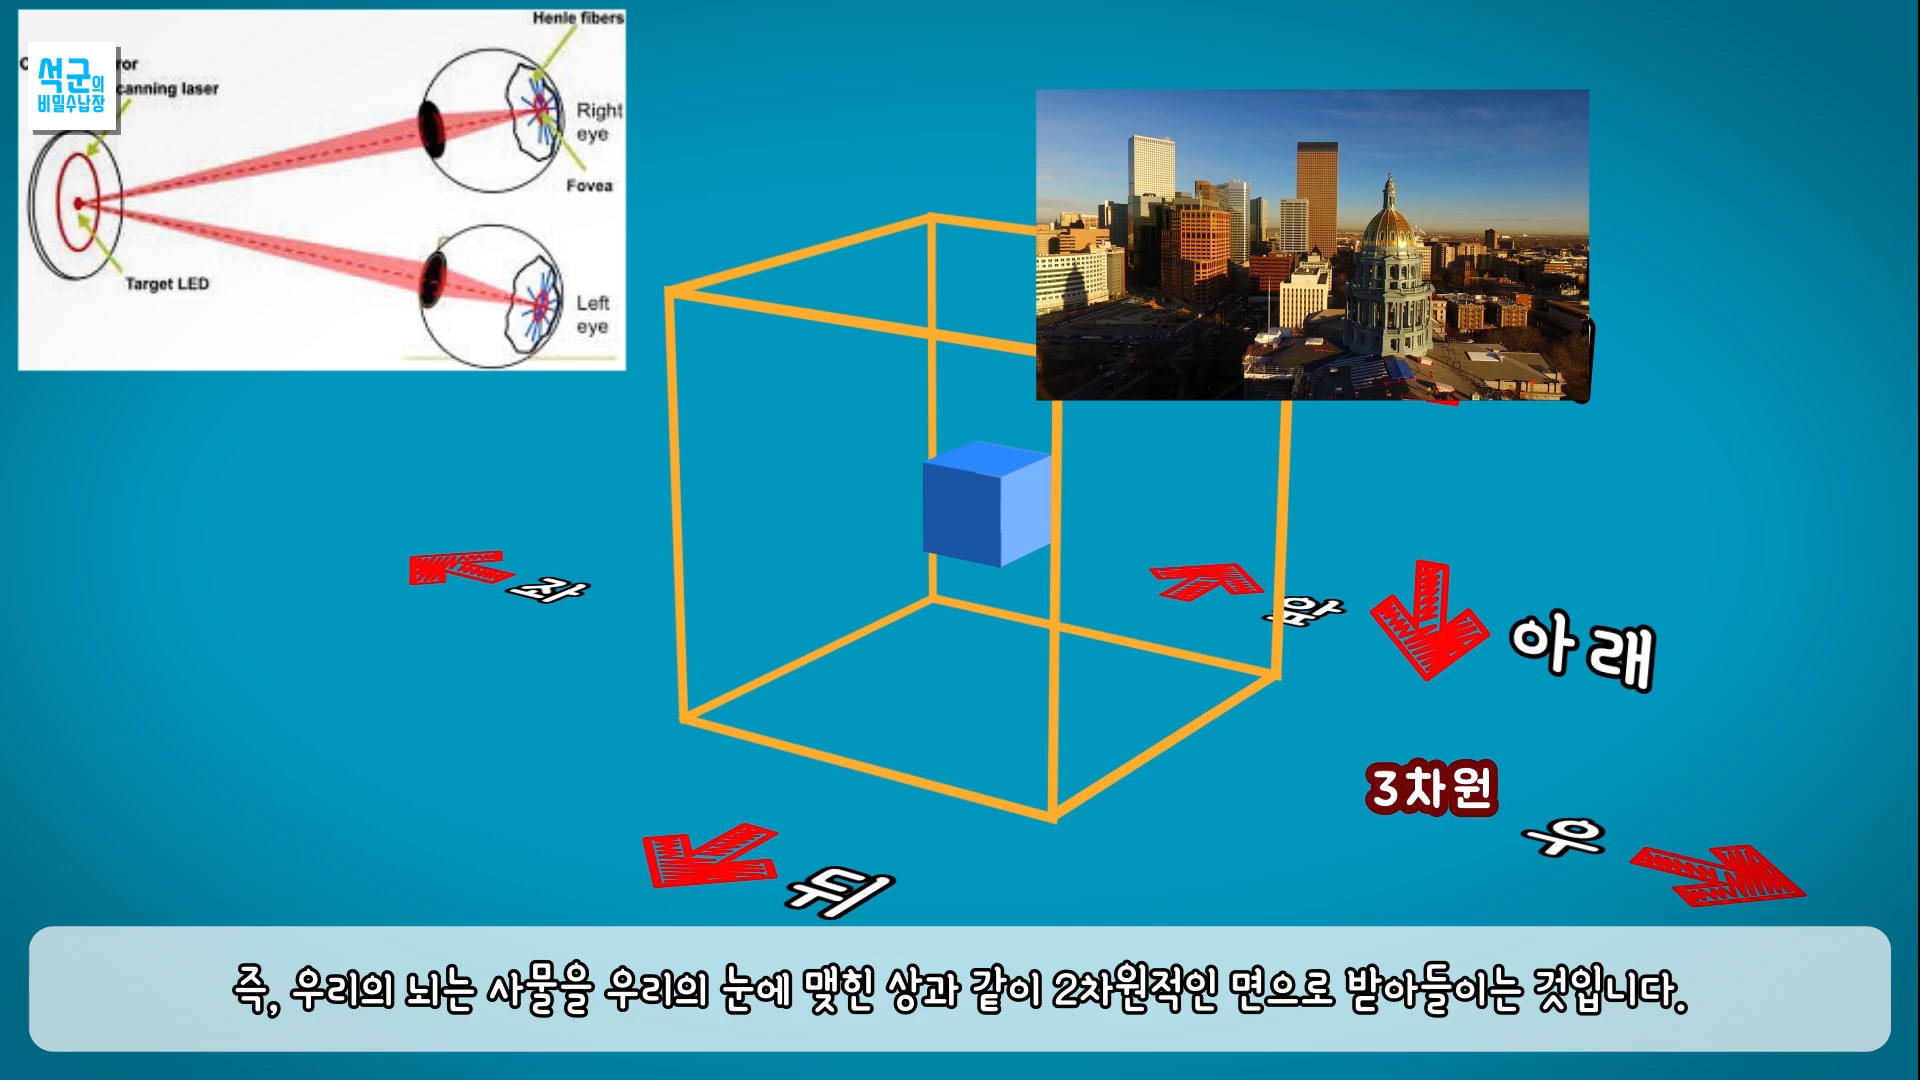 Henle fibers
석군의
비밀수납장
ror
canning laser
Right
eye
Fovea
Target LED
Left
eye
좌
앞
아래
3차원
우
뒤
즉, 우리의 뇌는 사물을 우리의 눈에 맺힌 상과 같이 2차원적인 면으로 받아들이는 것입니다.